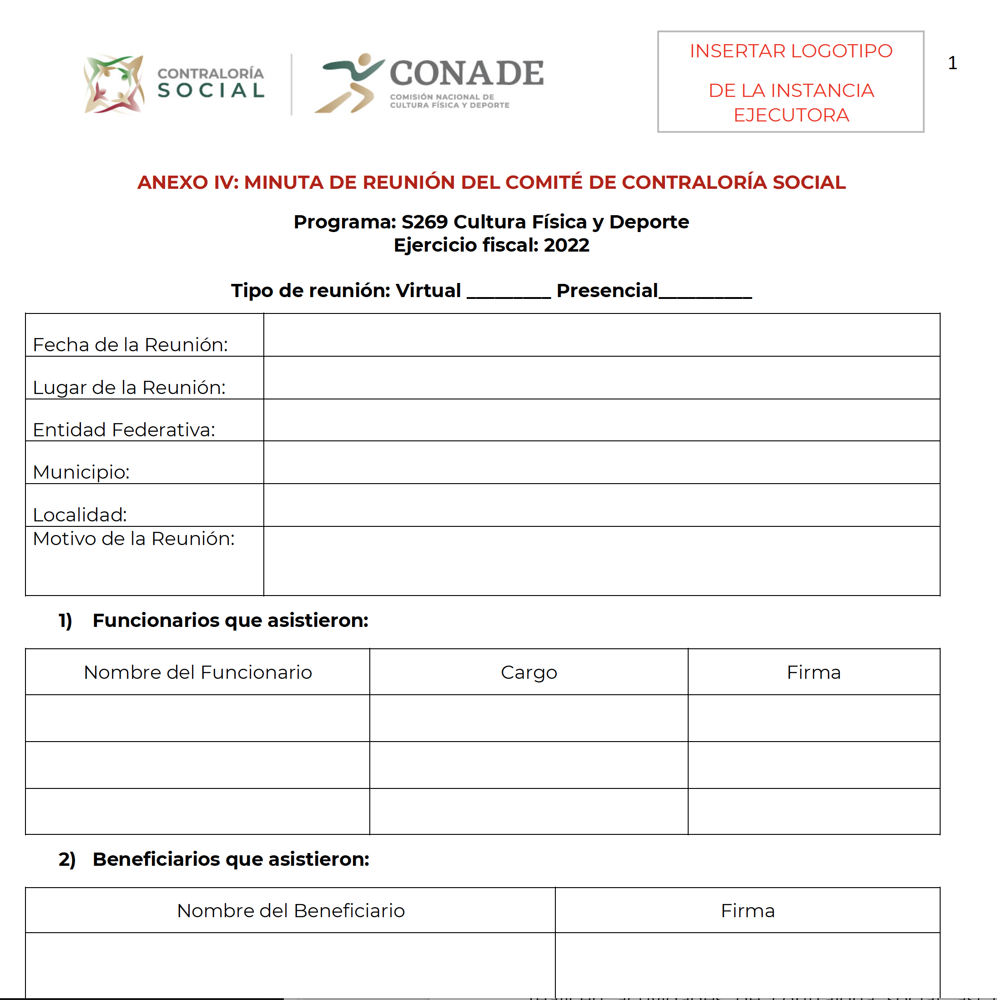 CONTRALORÍA
SOCIAL
CONADE
COMISIÓN NACIONAL DE
CULTURA FÍSICA Y DEPORTE
INSERTAR LOGOTIPO
DE LA INSTANCIA
EJECUTORA
1
ANEXO IV: MINUTA DE REUNIÓN DEL COMITÉ DE CONTRALORÍA SOCIAL
Programa: S269 Cultura Física y Deporte
Ejercicio fiscal: 2022
Tipo de reunión: Virtual _________ Presencial__________
Fecha de la Reunión:
Lugar de la Reunión:
Entidad Federativa:
Municipio:
Localidad:
Motivo de la Reunión:
1) Funcionarios que asistieron:
Nombre del Funcionario Cargo Firma
2) Beneficiarios que asistieron:
Nombre del Beneficiario Firma